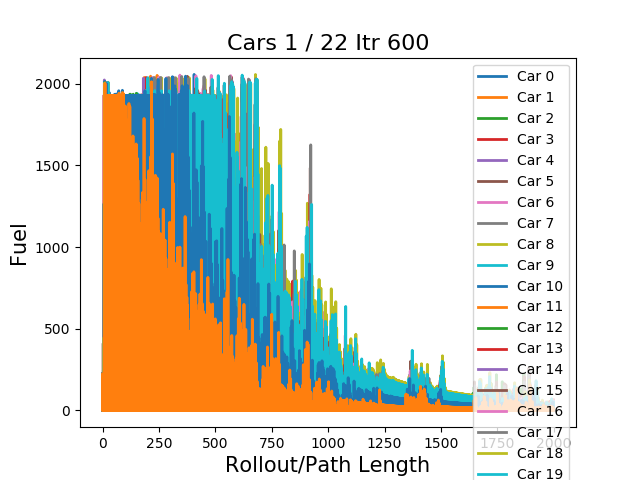 Cars 1 / 22 Itr 600
Fuel
2000
1500
1000
500
0
0
250
500
750
1000
1250
1500
1750
2000
Rollout/Path Length
Car 0
Car 1
Car 2
Car 3
Car 4
Car 5
Car 6
Car 7
Car 8
Car 9
Car 10
Car 11
Car 12
Car 13
Car 14
Car 15
Car 16
Car 17
Car 18
Car 19